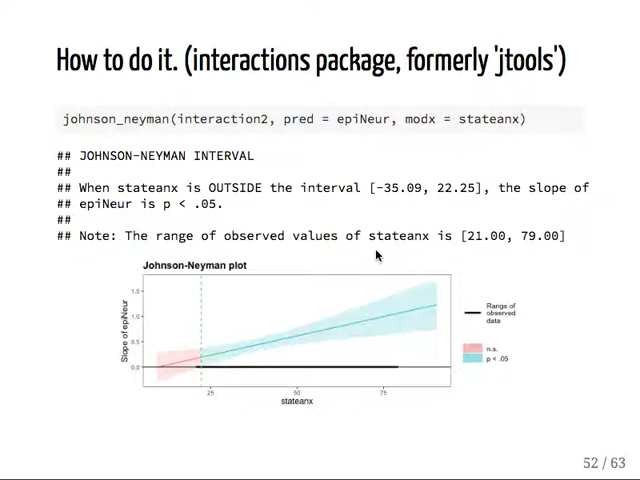 How to do it. (interactions package, formerly 'jtools')
johnson_neyman(interaction2, pred = epiNeur, modx = stateanx)
## JOHNSON-NEYMAN INTERVAL
##
## When stateanx is OUTSIDE the interval [-35.09, 22.25], the slope of
## epiNeur is p < .05.
##
## Note: The range of observed values of stateanx is [21.00, 79.00]
Johnson-Neyman plot
Slope of epiNeur
1.5
1.0
0.5
0.0
25
50
75
stateanx
Range of
observed
data
n.s.
p < .05
52 / 63